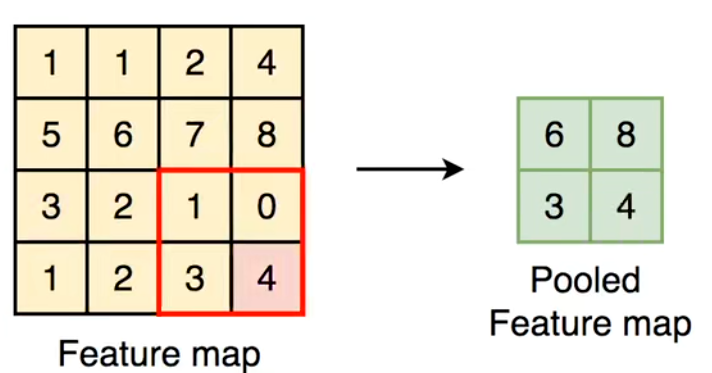 1 1 2 4
5 6 7 8
3 2 1 0
1 2 3 4
Feature map
6 8
3 4
Pooled
Feature map